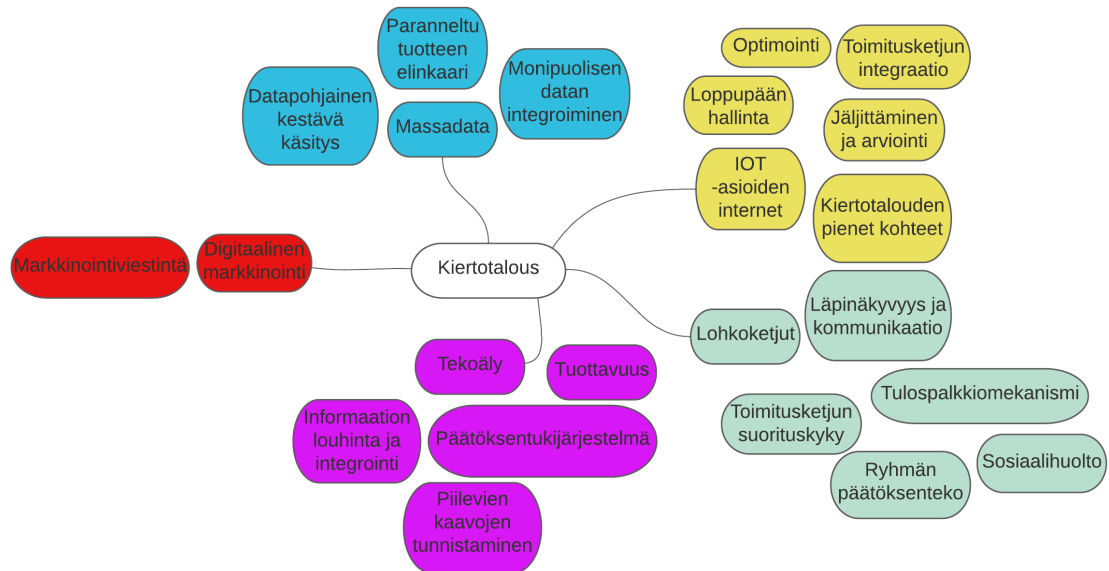 Paranneltu
tuotteen
elinkaari
Datapohjainen
kestävä
käsitys
Massadata
Monipuolisen
datan
integroiminen
Optimointi
Toimitusketjun
integraatio
Loppupään
hallinta
Jäljittäminen
ja arviointi
IOT
-asioiden
internet
Kiertotalouden
pienet kohteet
Markkinointiviestintä
Digitaalinen
markkinointi
Kiertotalous
Läpinäkyvyys ja
kommunikaatio
Lohkoketjut
Tekoäly
Tuottavuus
Informaation
louhinta ja
integrointi
Päätöksentukijärjestelmä
Piilevien
kaavojen
tunnistaminen
Tulospalkkiomekanismi
Toimitusketjun
suorituskyky
Ryhmän
päätöksenteko
Sosiaalihuolto